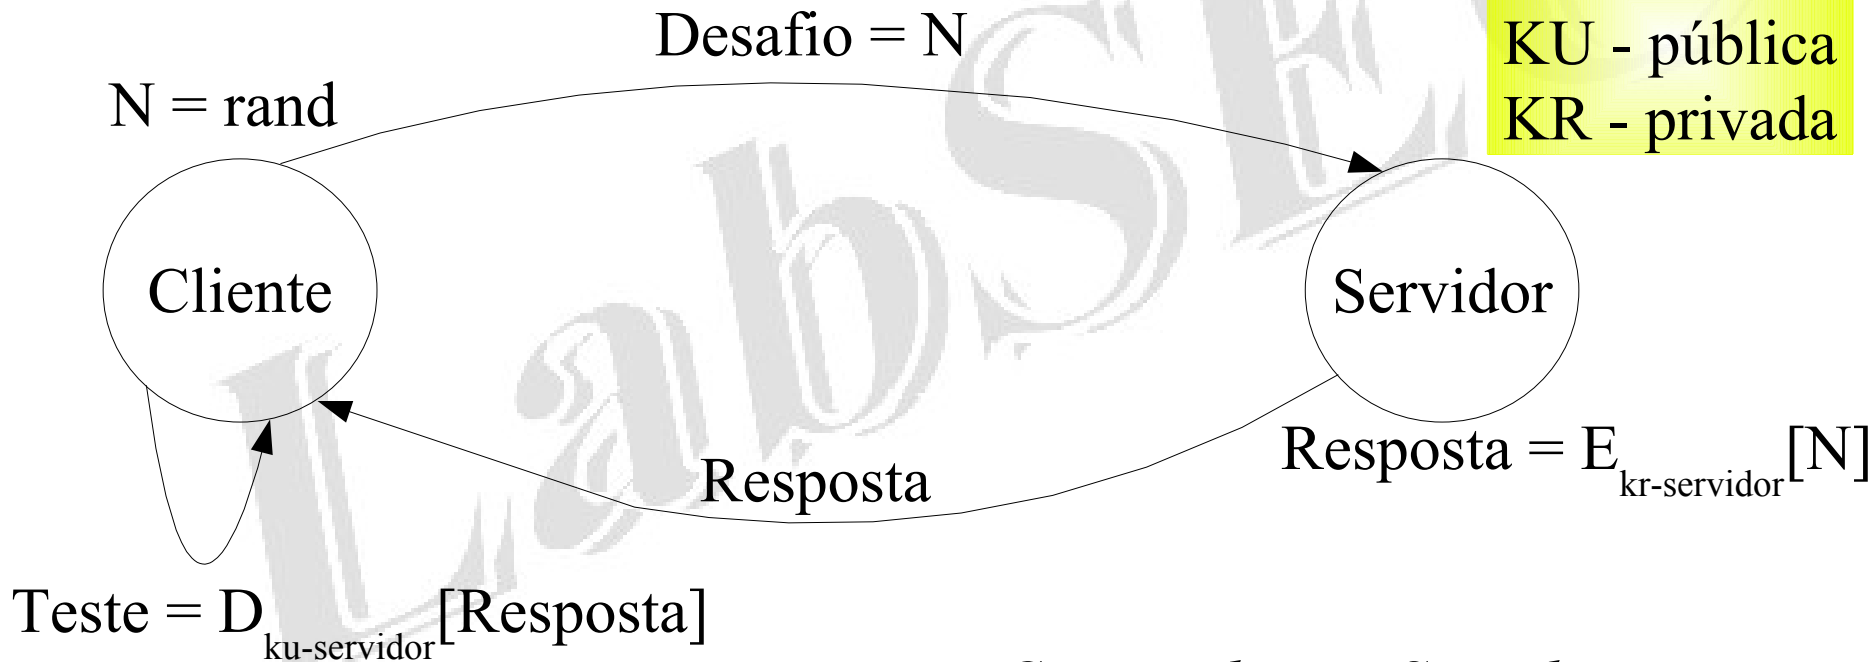 Desafio = N
KU - pública
KR - privada
N = rand
Cliente
Servidor
Resposta = E kr-servidor [N]
Resposta
Teste = D ku-servidor [Resposta]